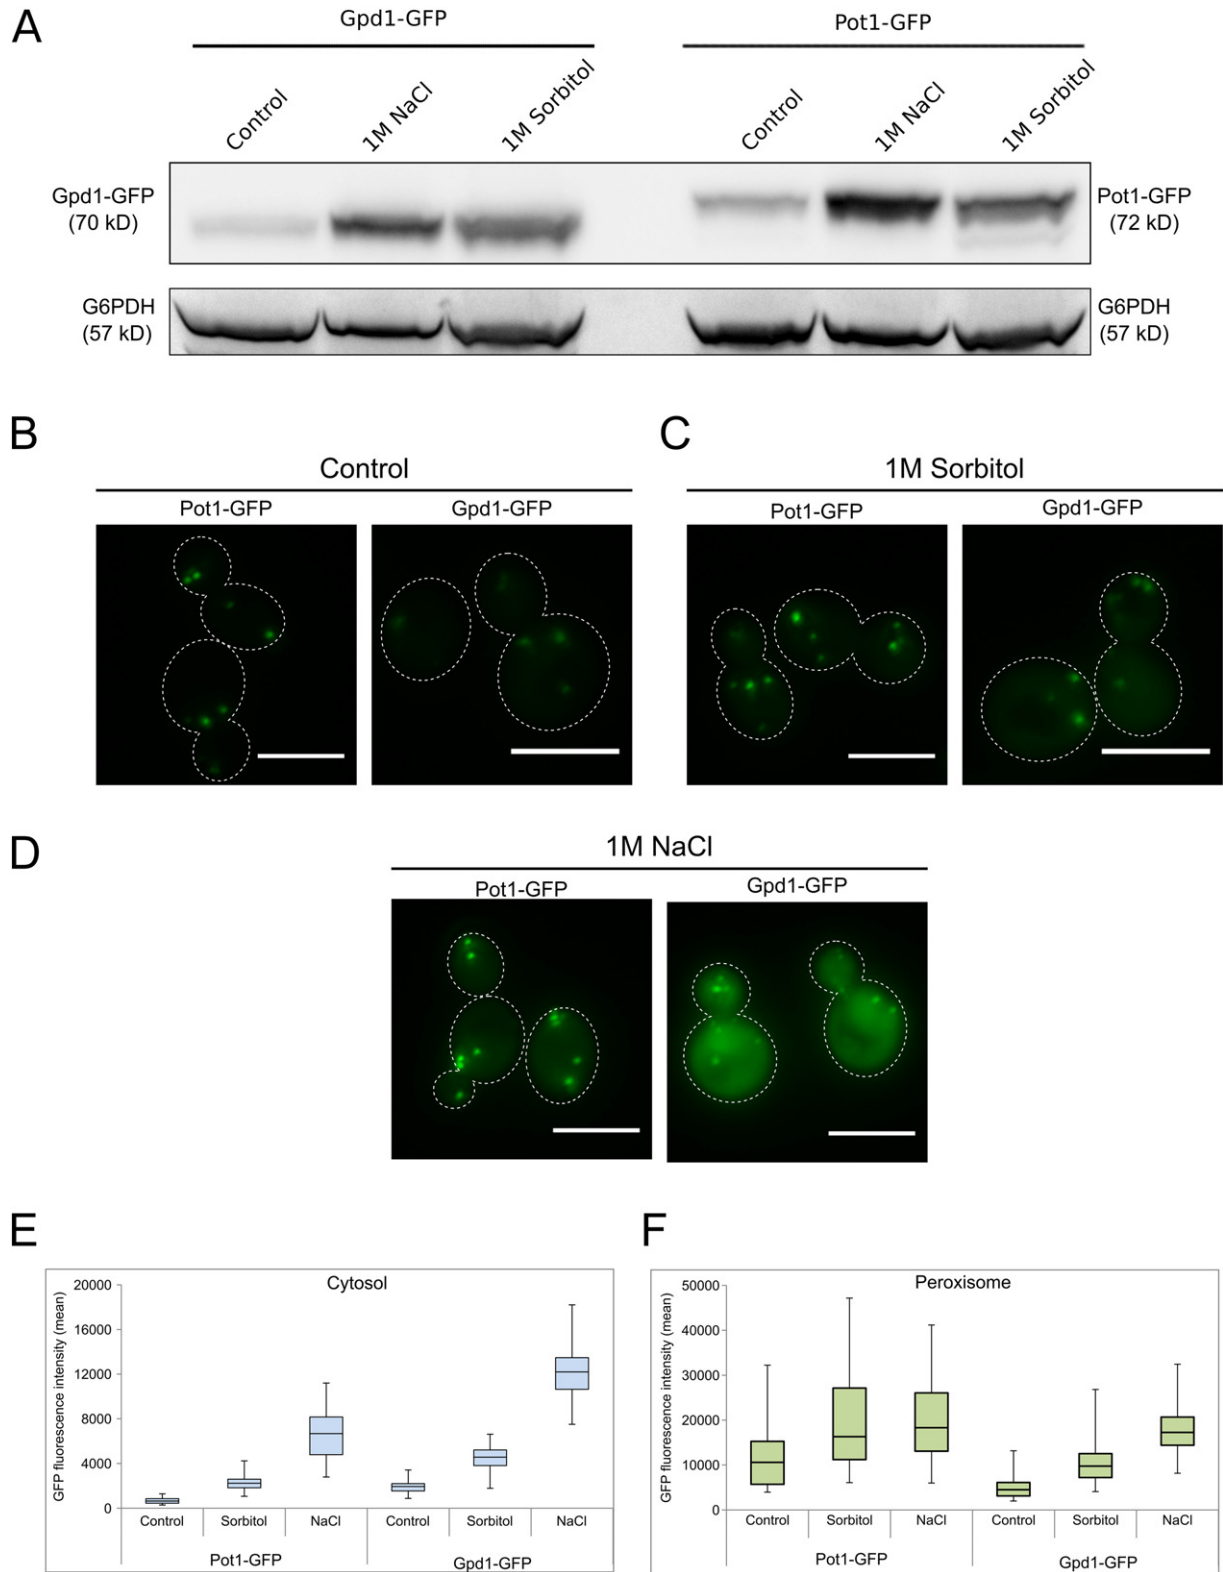 A
Gpd1-GFP
Pot1-GFP
Control
1M NaCl
1M Sorbitol
Control
1M NaCl
1M Sorbitol
Gpd1-GFP
(70 kD)
Pot1-GFP
(72 kD)
G6PDH
(57 kD)
G6PDH
(57 kD)
B
Control
Pot1-GFP
Gpd1-GFP
C
1M Sorbitol
Pot1-GFP
Gpd1-GFP
D
1M NaCl
Pot1-GFP
Gpd1-GFP
E
Cytosol
GFP fluorescence intensity (mean)
20000
16000
12000
8000
4000
0
Control
Sorbitol
NaCl
Control
Sorbitol
NaCl
Pot1-GFP
Gpd1-GFP
F
Peroxisome
GFP fluorescence intensity (mean)
50000
40000
30000
20000
10000
0
Control
Sorbitol
NaCl
Control
Sorbitol
NaCl
Pot1-GFP
Gpd1-GFP